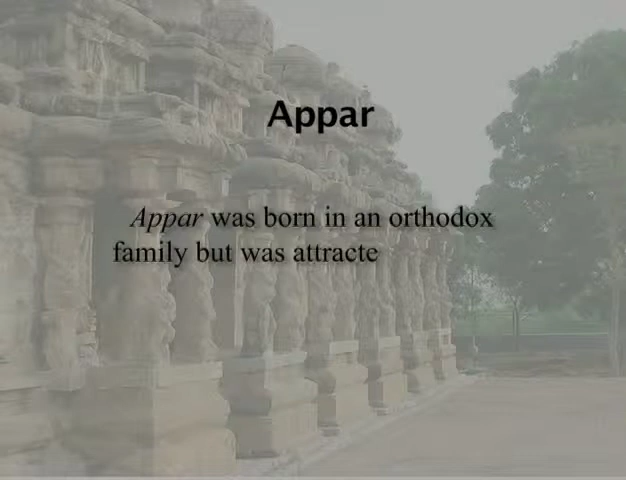 Appar
Appar was born in an orthodox
family but was attracte